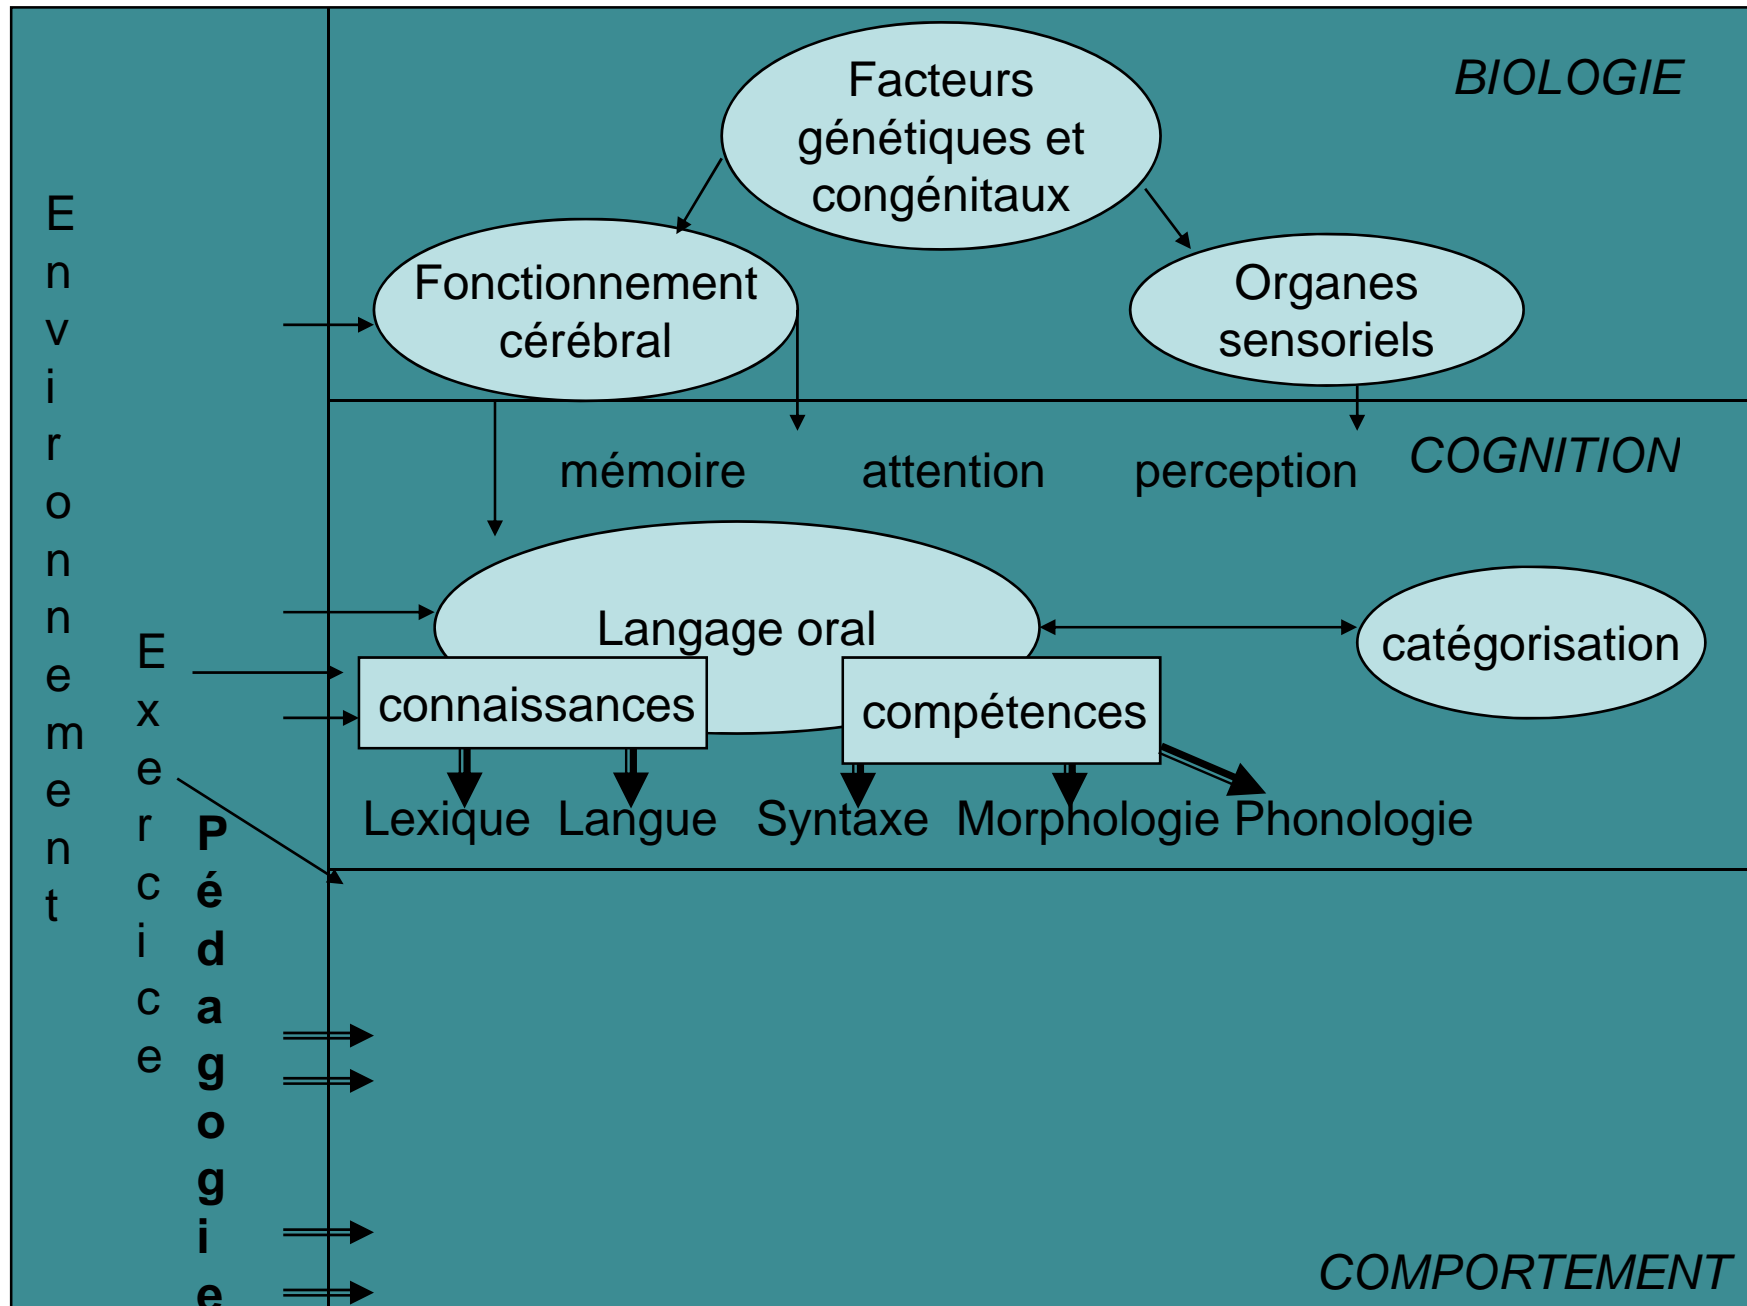 Environnement
Exercice
Pédagogie
BIOLOGIE
Facteurs
génétiques et
congénitaux
Fonctionnement
cérébral
Organes
sensoriels
COGNITION
mémoire attention perception
Langage oral
catégorisation
connaissances
compétences
Lexique Langue Syntaxe Morphologie Phonologie
COMPORTEMENT